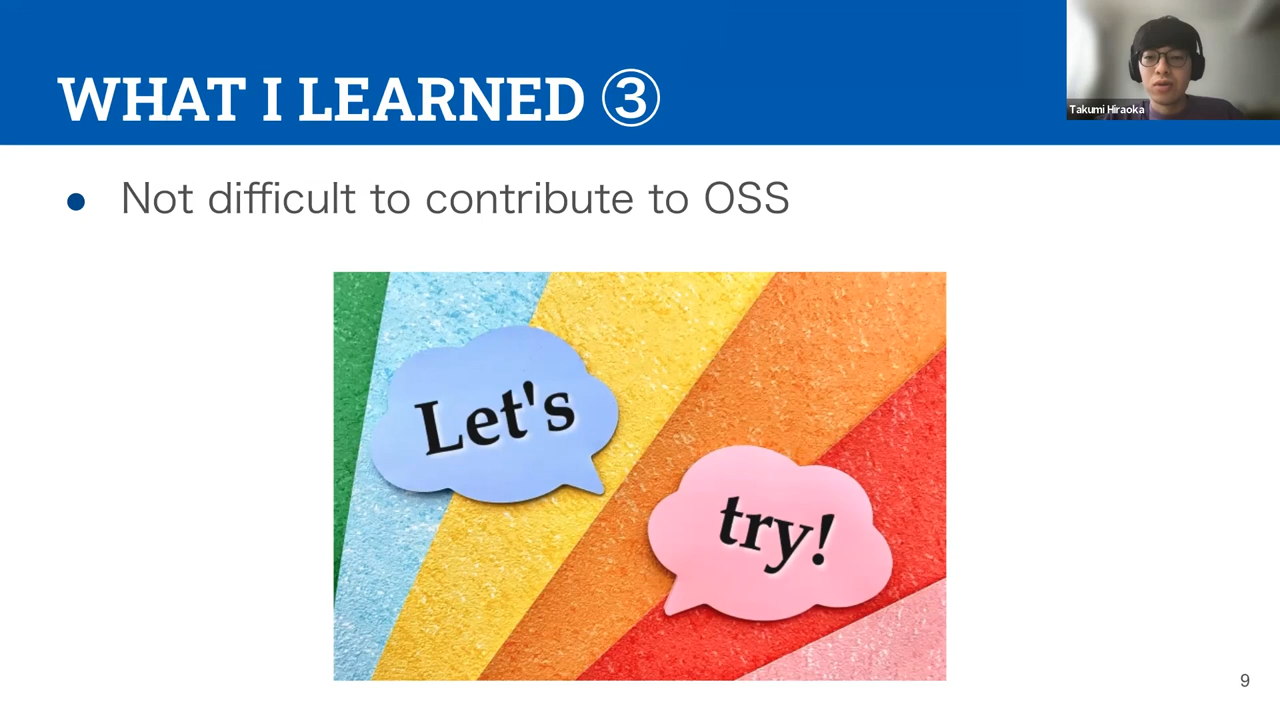 WHAT I LEARNED ③
Takumi Hiraoka
● Not difficult to contribute to OSS
Let's
try!
9